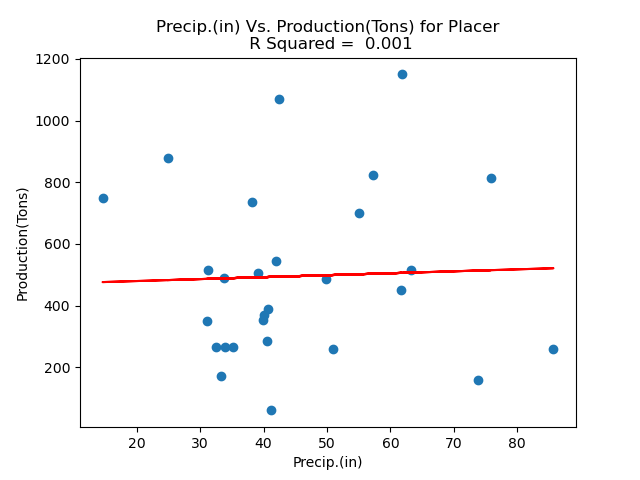 Precip.(in) Vs. Production(Tons) for Placer
R Squared =  0.001
1200
1000
800
600
400
200
Production(Tons)
20 30 40 50 60 70 80
Precip.(in)